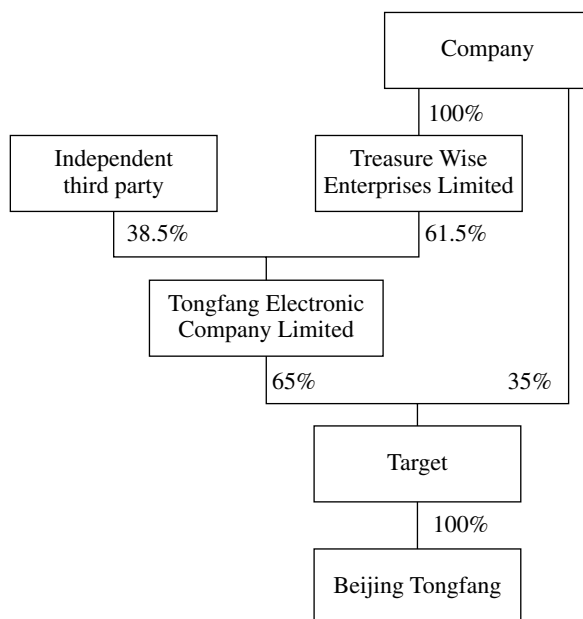 Company
100%
Independent
third party
Treasure Wise
Enterprises Limited
38.5%
61.5%
Tongfang Electronic
Company Limited
65%
35%
Target
100%
Beijing Tongfang